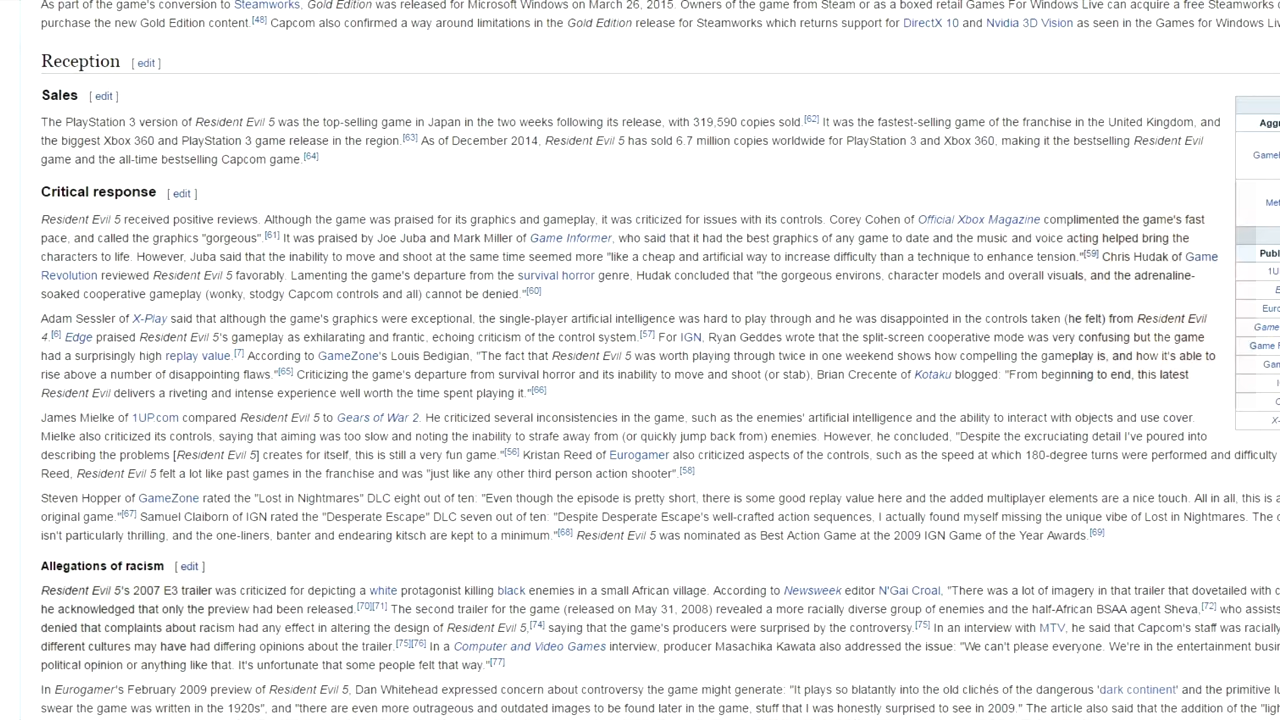 As part of the game's conversion to Steamworks, Gold Edition was released for Microsoft Windows on March 26, 2015. Owners of the game from Steam or as a boxed retail Games For Windows Live can acquire a free Steamworks
purchase the new Gold Edition content.[48] Capcom also confirmed a way around limitations in the Gold Edition release for Steamworks which returns support for DirectX 10 and Nvidia 3D Vision as seen in the Games for Windows
Reception [ edit ]
Sales [ edit ]
The PlayStation 3 version of Resident Evil 5 was the top-selling game in Japan in the two weeks following its release, with 319,590 copies sold.[62] It was the fastest-selling game of the franchise in the United Kingdom, and
the biggest Xbox 360 and PlayStation 3 game release in the region.[63] As of December 2014, Resident Evil 5 has sold 6.7 million copies worldwide for PlayStation 3 and Xbox 360, making it the bestselling Resident Evil
game and the all-time bestselling Capcom game.[64]
Critical response [ edit ]
Resident Evil 5 received positive reviews. Although the game was praised for its graphics and gameplay, it was criticized for issues with its controls. Corey Cohen of Official Xbox Magazine complimented the game's fast
pace, and called the graphics "gorgeous".[61] It was praised by Joe Juba and Mark Miller of Game Informer, who said that it had the best graphics of any game to date and the music and voice acting helped bring the
characters to life. However, Juba said that the inability to move and shoot at the same time seemed more "like a cheap and artificial way to increase difficulty than a technique to enhance tension."[59] Chris Hudak of Game
Revolution reviewed Resident Evil 5 favorably. Lamenting the game's departure from the survival horror genre, Hudak concluded that "the gorgeous environs, character models and overall visuals, and the adrenaline-
soaked cooperative gameplay (wonky, stodgy Capcom controls and all) cannot be denied."[60]
Adam Sessler of X-Play said that although the game's graphics were exceptional, the single-player artificial intelligence was hard to play through and he was disappointed in the controls taken (he felt) from Resident Evil
4.[6] Edge praised Resident Evil 5's gameplay as exhilarating and frantic, echoing criticism of the control system.[57] For IGN, Ryan Geddes wrote that the split-screen cooperative mode was very confusing but the game
had a surprisingly high replay value.[7] According to GameZone's Louis Bedigian, "The fact that Resident Evil 5 was worth playing through twice in one weekend shows how compelling the gameplay is, and how it's able to
rise above a number of disappointing flaws."[65] Criticizing the game's departure from survival horror and its inability to move and shoot (or stab), Brian Crecente of Kotaku blogged: "From beginning to end, this latest
Resident Evil delivers a riveting and intense experience well worth the time spent playing it."[66]
James Mielke of 1UP.com compared Resident Evil 5 to Gears of War 2. He criticized several inconsistencies in the game, such as the enemies' artificial intelligence and the ability to interact with objects and use cover.
Mielke also criticized its controls, saying that aiming was too slow and noting the inability to strafe away from (or quickly jump back from) enemies. However, he concluded, "Despite the excruciating detail I've poured into
describing the problems [Resident Evil 5] creates for itself, this is still a very fun game."[56] Kristan Reed of Eurogamer also criticized aspects of the controls, such as the speed at which 180-degree turns were performed and difficulty
Reed, Resident Evil 5 felt a lot like past games in the franchise and was "just like any other third person action shooter".[58]
Steven Hopper of GameZone rated the "Lost in Nightmares" DLC eight out of ten: "Even though the episode is pretty short, there is some good replay value here and the added multiplayer elements are a nice touch. All in all, this is a
original game."[67] Samuel Claiborn of IGN rated the "Desperate Escape" DLC seven out of ten: "Despite Desperate Escape's well-crafted action sequences, I actually found myself missing the unique vibe of Lost in Nightmares. The
isn't particularly thrilling, and the one-liners, banter and endearing kitsch are kept to a minimum."[68] Resident Evil 5 was nominated as Best Action Game at the 2009 IGN Game of the Year Awards.[69]
Allegations of racism [ edit ]
Resident Evil 5's 2007 E3 trailer was criticized for depicting a white protagonist killing black enemies in a small African village. According to Newsweek editor N'Gai Croal, "There was a lot of imagery in that trailer that dovetailed with
he acknowledged that only the preview had been released.[70][71] The second trailer for the game (released on May 31, 2008) revealed a more racially diverse group of enemies and the half-African BSAA agent Sheva,[72] who assists
denied that complaints about racism had any effect in altering the design of Resident Evil 5,[74] saying that the game's producers were surprised by the controversy.[75] In an interview with MTV, he said that Capcom's staff was
different cultures may have had differing opinions about the trailer.[75][76] In a Computer and Video Games interview, producer Masachika Kawata also addressed the issue: "We can't please everyone. We're in the entertainment
political opinion or anything like that. It's unfortunate that some people felt that way."[77]
In Eurogamer's February 2009 preview of Resident Evil 5, Dan Whitehead expressed concern about controversy the game might generate: "It plays so blatantly into the old clichés of the dangerous 'dark continent' and the primitive
swear the game was written in the 1920s", and "there are even more outrageous and outdated images to be found later in the game, stuff that I was honestly surprised to see in 2009." The article also said that the addition of the